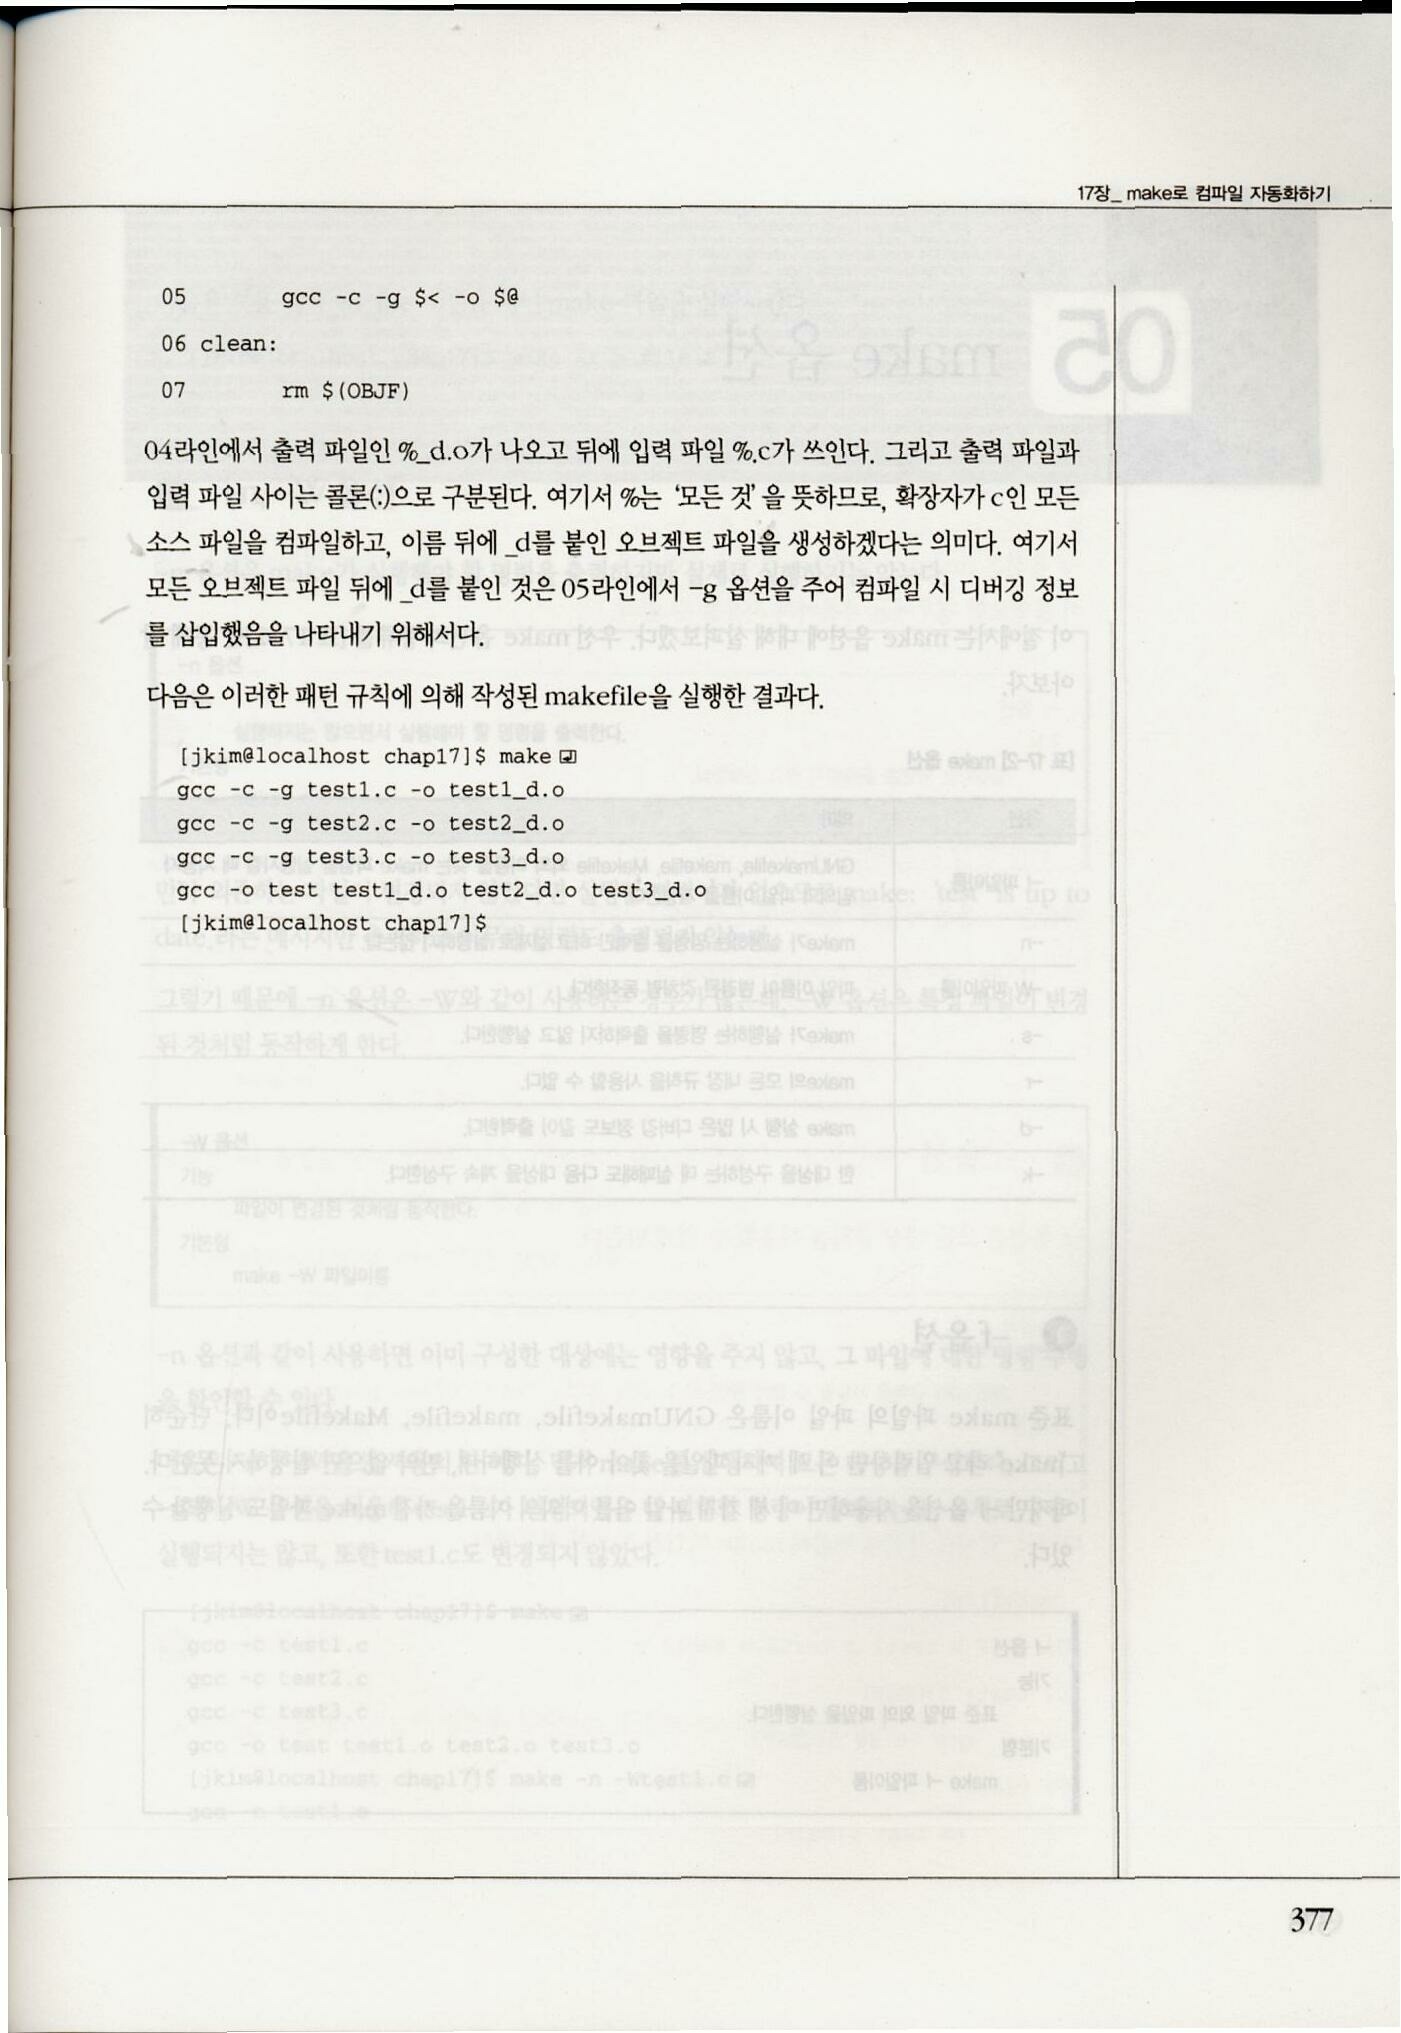 17장_ make로 컴파일 자동화하기
05 gcc -c -g $< -o $@
06 clean:
07 rm $(OBJF)
04라인에서 출력 파일인 %_d.o가 나오고 뒤에 입력 파일 %.c가 쓰인다. 그리고 출력 파일과
입력 파일 사이는 콜론(:)으로 구분된다. 여기서 %는 ‘모든 것’을 뜻하므로, 확장자가 c인 모든
소스 파일을 컴파일하고, 이름 뒤에 _d를 붙인 오브젝트 파일을 생성하겠다는 의미다. 여기서
모든 오브젝트 파일 뒤에 _d를 붙인 것은 05라인에서 -g 옵션을 주어 컴파일 시 디버깅 정보
를 삽입했음을 나타내기 위해서다.
다음은 이러한 패턴 규칙에 의해 작성된 makefile을 실행한 결과다.
[jkim@localhost chap17]$ make
gcc -c -g test1.c -o test1_d.o
gcc -c -g test2.c -o test2_d.o
gcc -c -g test3.c -o test3_d.o
gcc -o test test1_d.o test2_d.o test3_d.o
[jkim@localhost chap17]$
377